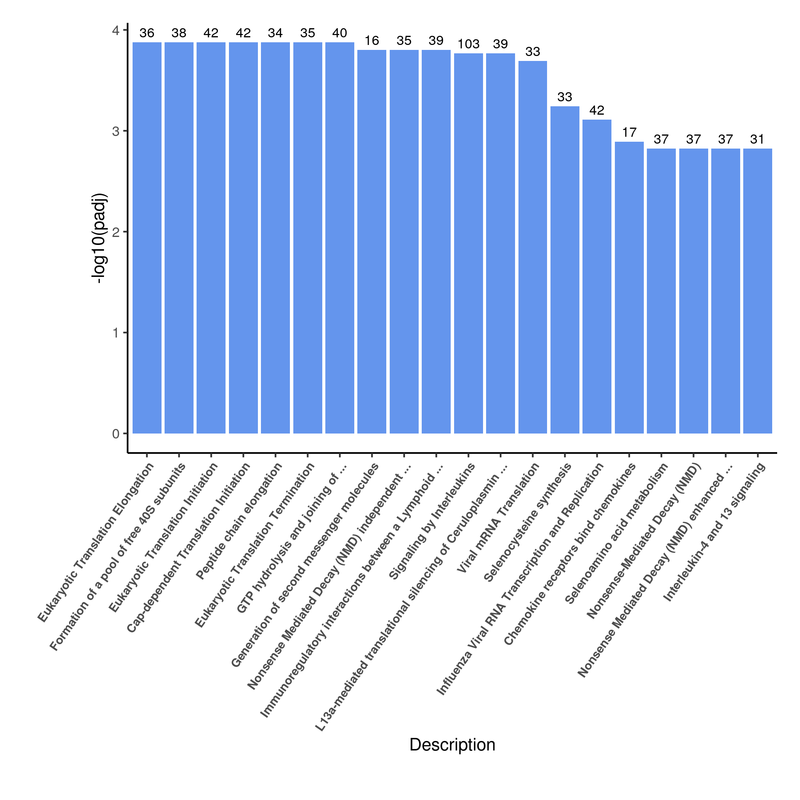 36 38 42 42 34 35 40 16 35 39 103 39 33 33 42 17 37 37 37 31
4
3
2
1
0
-log10(padj)
Eukaryotic Translation Elongation
Formation of a pool of free 40S subunits
Eukaryotic Translation Initiation
Cap-dependent Translation Initiation
Peptide chain elongation
Eukaryotic Translation Termination
GTP hydrolysis and joining of ...
Generation of second messenger molecules
Nonsense Mediated Decay (NMD) independent ...
Immunoregulatory interactions between a Lymphoid ...
Signaling by Interleukins
L13a-mediated translational silencing of Ceruloplasmin ...
Viral mRNA Translation
Selenocysteine synthesis
Influenza Viral RNA Transcription and Replication
Chemokine receptors bind chemokines
Selenoamino acid metabolism
Nonsense-Mediated Decay (NMD)
Nonsense Mediated Decay (NMD) enhanced ...
Interleukin-4 and 13 signaling
Description